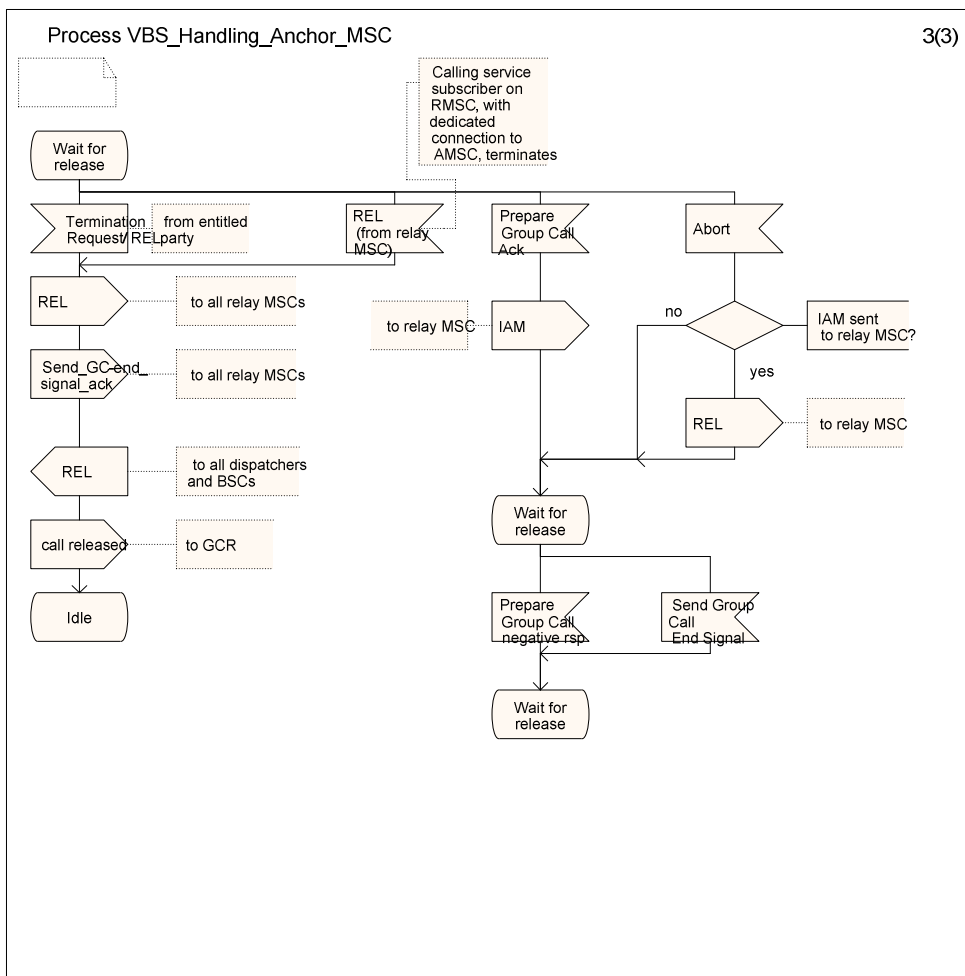 Process VBS_Handling_Anchor_MSC
3(3)
Calling service
subscriber on
RMSC, with
dedicated
connection to
AMSC, terminates
Wait for
release
Termination
Request/ REL
from entitled
party
REL
(from relay
MSC)
Prepare
Group Call
Ack
Abort
REL
to all relay MSCs
to relay MSC
IAM
no
IAM sent
to relay MSC?
yes
Send_GC-end_
signal_ack
to all relay MSCs
REL
to relay MSC
REL
to all dispatchers
and BSCs
Wait for
release
call released
to GCR
Idle
Prepare
Group Call
negative rsp
Send Group
Call
End Signal
Wait for
release